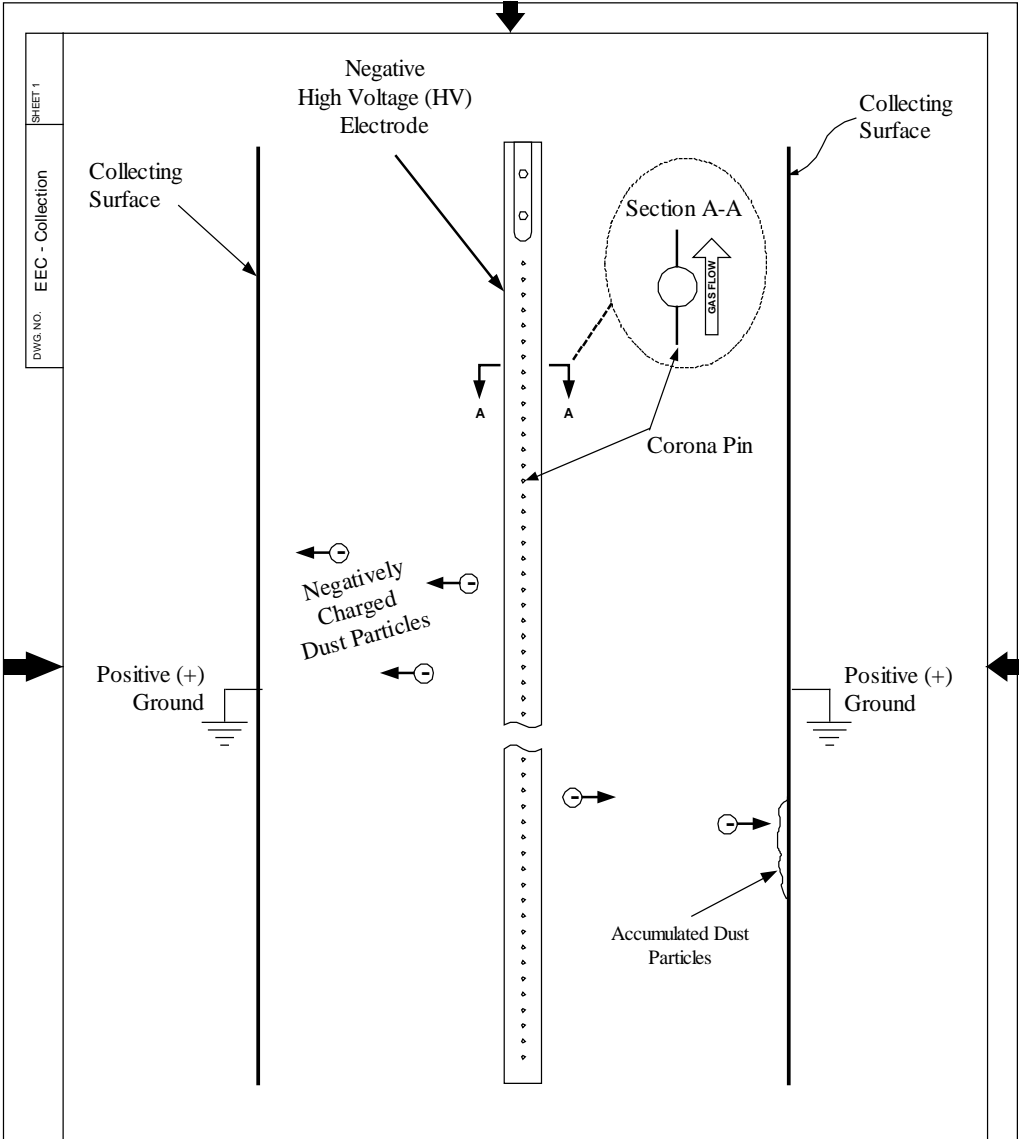 SHEET 1
DWG. NO. EEC - Collection
Negative
High Voltage (HV)
Electrode
Collecting
Surface
Collecting
Surface
Section A-A
GAS FLOW
A
A
Corona Pin
Negatively
Charged
Dust Particles
Positive (+)
Ground
Positive (+)
Ground
-
-
-
-
-
Accumulated Dust
Particles